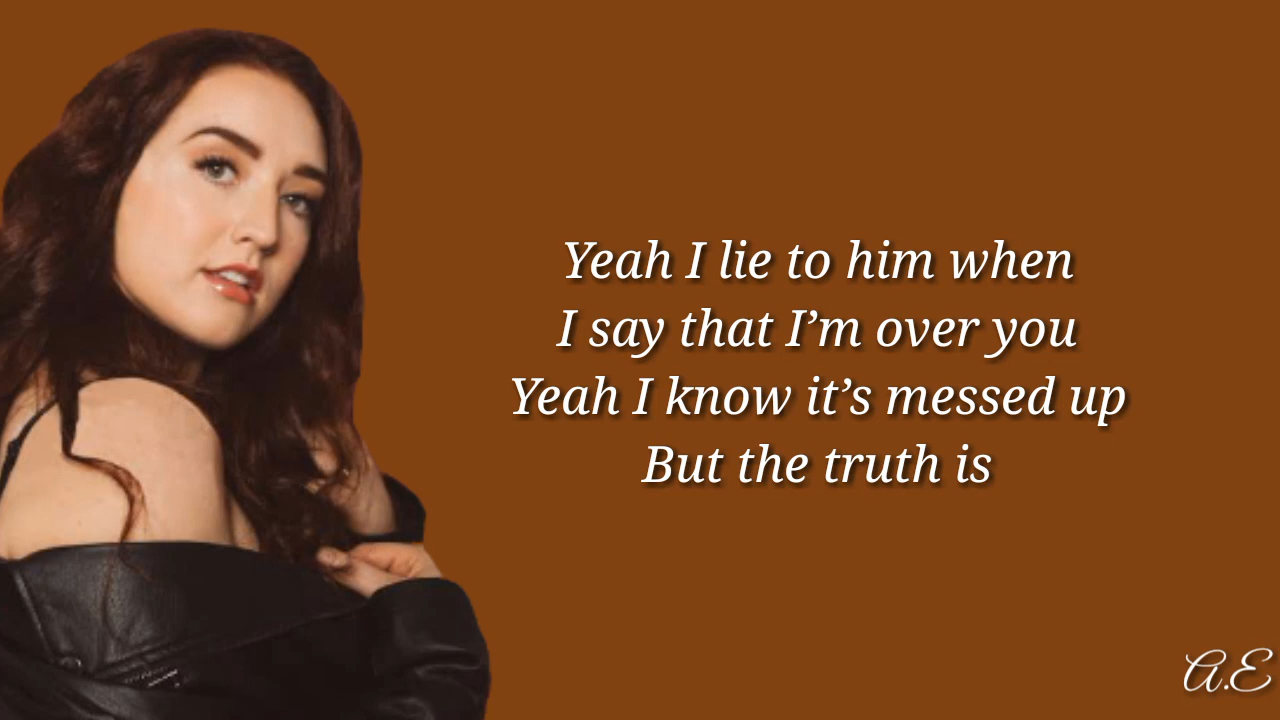 Yeah I lie to him when
I say that I’m over you
Yeah I know it’s messed up
But the truth is
A.E